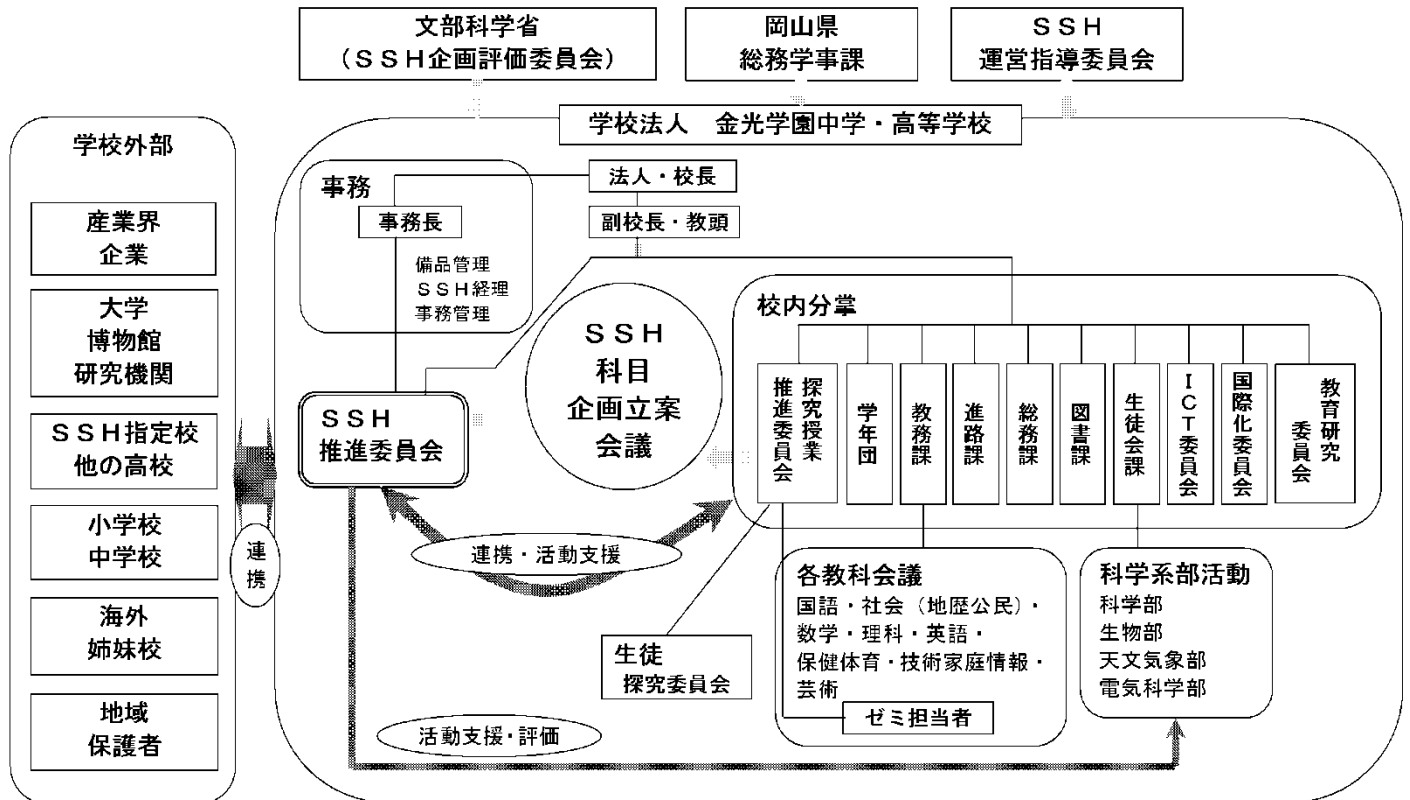 文部科学省
（ＳＳＨ企画評価委員会）
岡山県
総務学事課
ＳＳＨ
運営指導委員会
学校法人　金光学園中学・高等学校
学校外部
産業界
企業
大学
博物館
研究機関
ＳＳＨ指定校
他の高校
小学校
中学校
海外
姉妹校
地域
保護者
連携
事務
事務長
備品管理
ＳＳＨ経理
事務管理
法人・校長
副校長・教頭
ＳＳＨ
推進委員会
ＳＳＨ
科目
企画立案
会議
校内分掌
探究授業
推進委員会
学年団
教務課
進路課
総務課
図書課
生徒会課
ＩＣＴ委員会
国際化委員会
教育研究
委員会
連携・活動支援
生徒
探究委員会
各教科会議
国語・社会（地歴公民）・
数学・理科・英語・
保健体育・技術家庭情報・
芸術
ゼミ担当者
科学系部活動
科学部
生物部
天文気象部
電気科学部
活動支援・評価